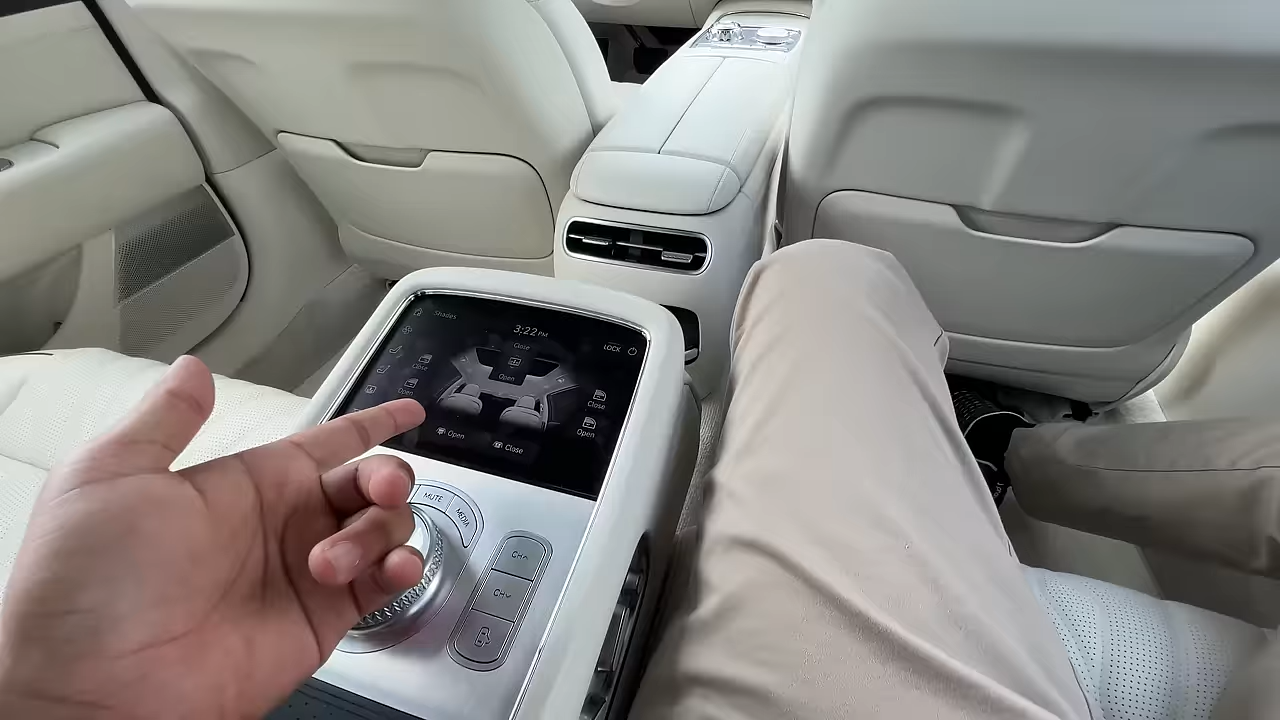 Shades
3:22 PM
LOCK
Close
Open
Close
Open
Close
Open
Open
Close
MUTE
MEDIA
CH
CH